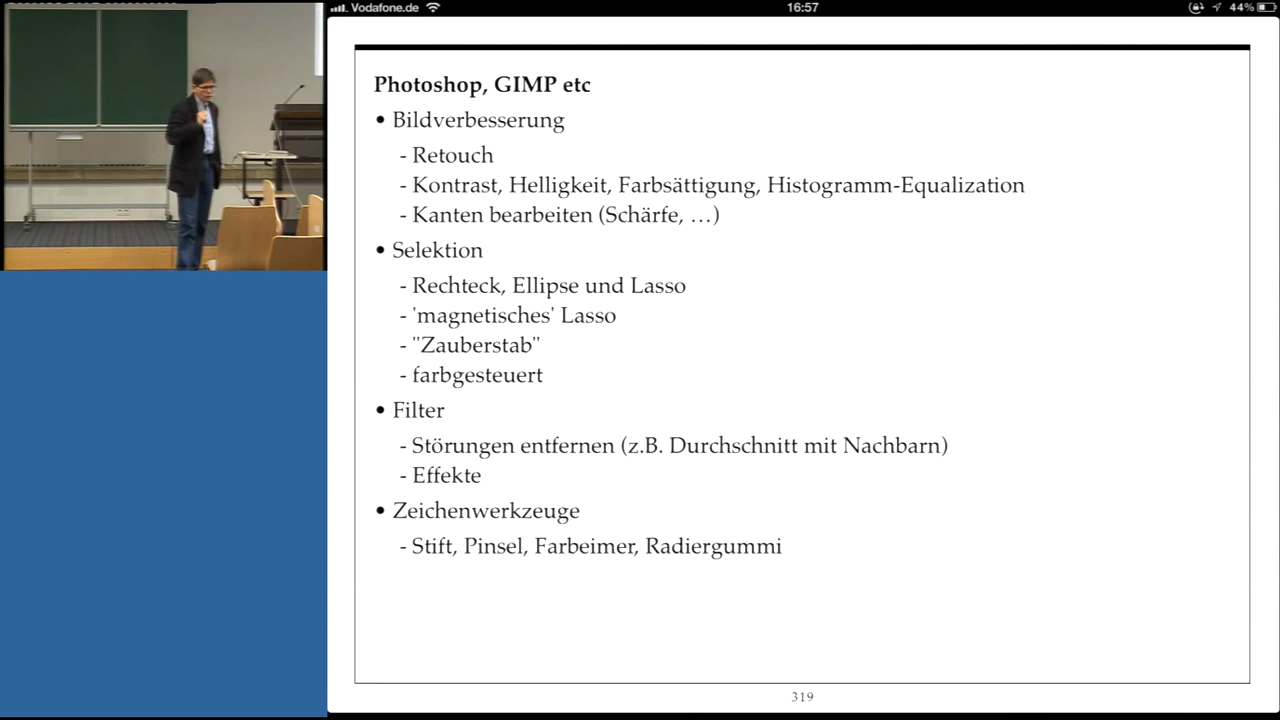 Vodafone.de 16:57 44%
Photoshop, GIMP etc
• Bildverbesserung
- Retouch
- Kontrast, Helligkeit, Farbsättigung, Histogramm-Equalization
- Kanten bearbeiten (Schärfe, …)
• Selektion
- Rechteck, Ellipse und Lasso
- 'magnetisches' Lasso
- "Zauberstab"
- farbgesteuert
• Filter
- Störungen entfernen (z.B. Durchschnitt mit Nachbarn)
- Effekte
• Zeichenwerkzeuge
- Stift, Pinsel, Farbeimer, Radiergummi
319